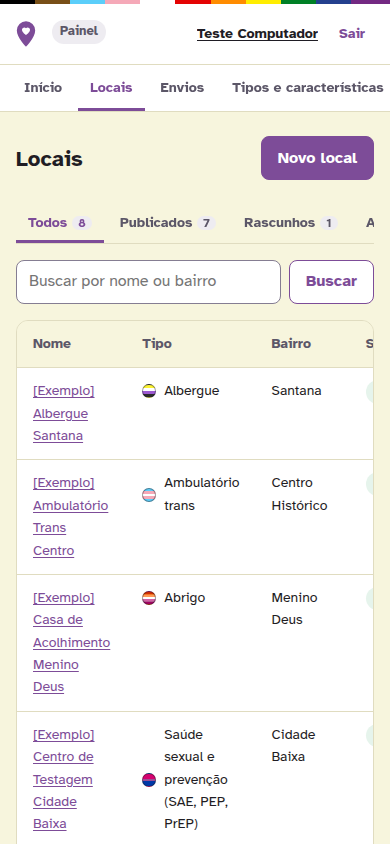 Painel
Teste Computador
Sair
Início
Locais
Envios
Tipos e características
Locais
Novo local
Todos 8
Publicados 7
Rascunhos 1
A
Buscar por nome ou bairro
Buscar
Nome
Tipo
Bairro
S
[Exemplo]
Albergue
Santana
Albergue
Santana
[Exemplo]
Ambulatório
Trans
Centro
Ambulatório
trans
Centro
Histórico
[Exemplo]
Casa de
Acolhimento
Menino
Deus
Abrigo
Menino
Deus
[Exemplo]
Centro de
Testagem
Cidade
Baixa
Saúde
sexual e
prevenção
(SAE, PEP,
PrEP)
Cidade
Baixa